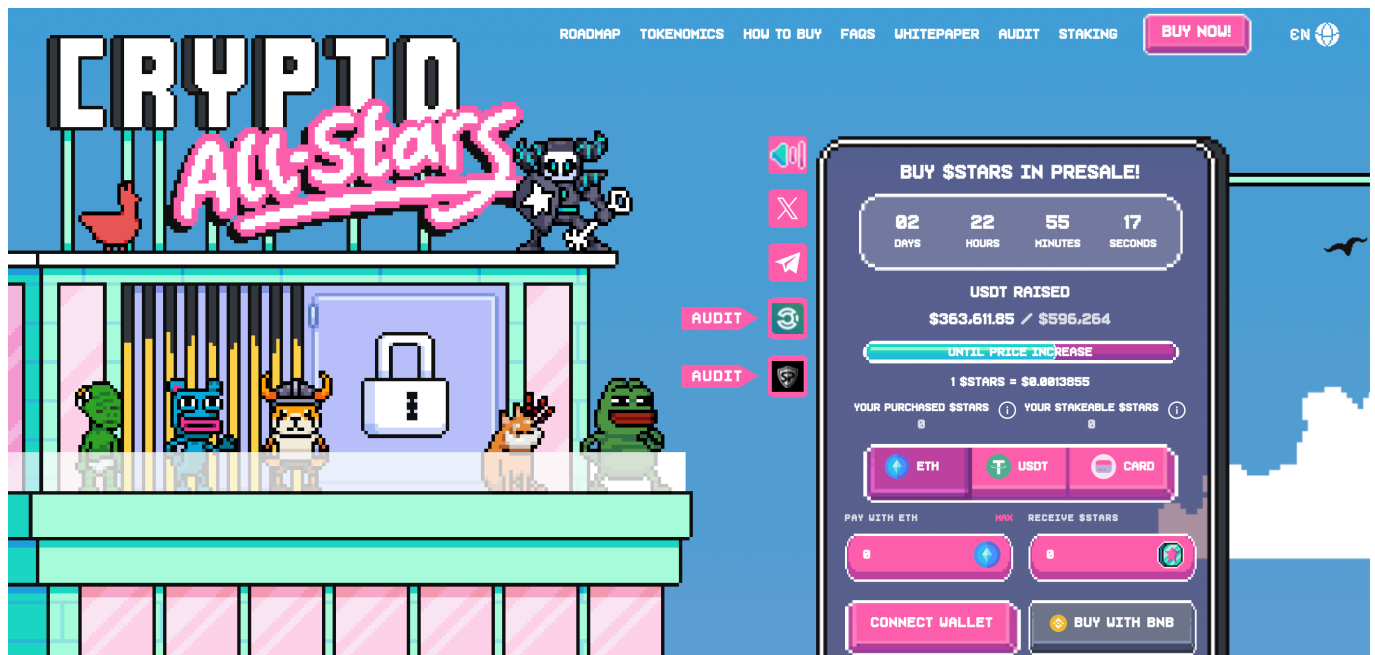 ROADMAP TOKENOMICS HOW TO BUY FAQS WHITEPAPER AUDIT STAKING BUY NOW! EN
CRYPTO
All-Stars
BUY $STARS IN PRESALE!
02 22 55 17
DAYS HOURS MINUTES SECONDS
USDT RAISED
AUDIT
$363,611.85 / $596,264
UNTIL PRICE INCREASE
AUDIT
1 $STARS = $0.0013855
YOUR PURCHASED $STARS YOUR STAKEABLE $STARS
0 0
ETH USDT CARD
PAY WITH ETH MAX RECEIVE $STARS
0 0
CONNECT WALLET BUY WITH BNB